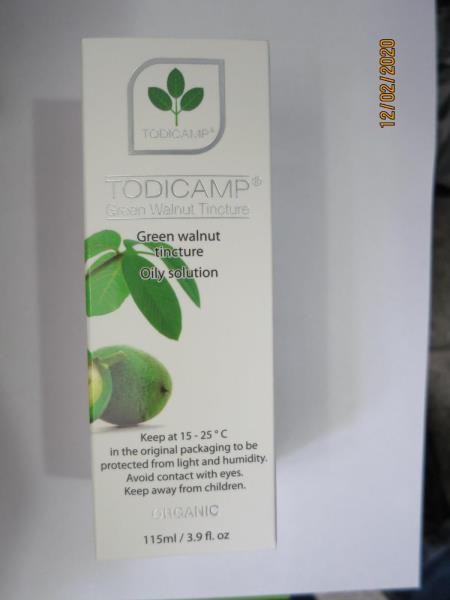 TODICAMP®
TODICAMP®
Green Walnut Tincture
Green walnut
tincture
Oily solution
Keep at 15 - 25 ° C
in the original packaging to be
protected from light and humidity.
Avoid contact with eyes.
Keep away from children.
ORGANIC
115ml / 3.9 fl. oz
12/02/2020